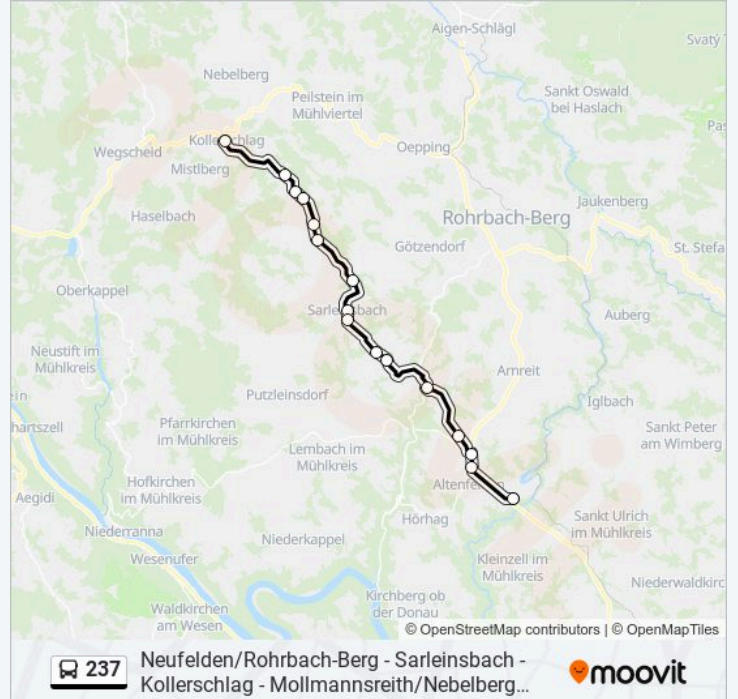 Aigen-Schlägl
Svatý
Nebelberg
Peilstein im
Mühlviertel
Sankt Oswald
bei Haslach
Pas
Kollerschlag
Oepping
Wegscheid
Mistlberg
Jaukenberg
Haselbach
Rohrbach-Berg
Götzendorf
St. Stefa
Oberkappel
Sarleinsbach
Auberg
Neustift im
Mühlkreis
Arnreit
Iglbach
ein
Putzleinsdorf
hartszell
Pfarrkirchen
im Mühlkreis
Sankt Peter
am Wimberg
Lembach im
Mühlkreis
Hofkirchen
im Mühlkreis
Aigedi
Altenfe
Hörhag
Sankt Ulrich
im Mühlkreis
Niederranna
Niederkappel
Wesenufer
Kleinzell im
Mühlkreis
Niederwaldkirc
Kirchberg ob
der Donau
Waldkirchen
am Wesen
© OpenStreetMap contributors | © OpenMapTiles
237
Neufelden/Rohrbach-Berg - Sarleinsbach -
Kollerschlag - Mollmannsreith/Nebelberg...
moovit